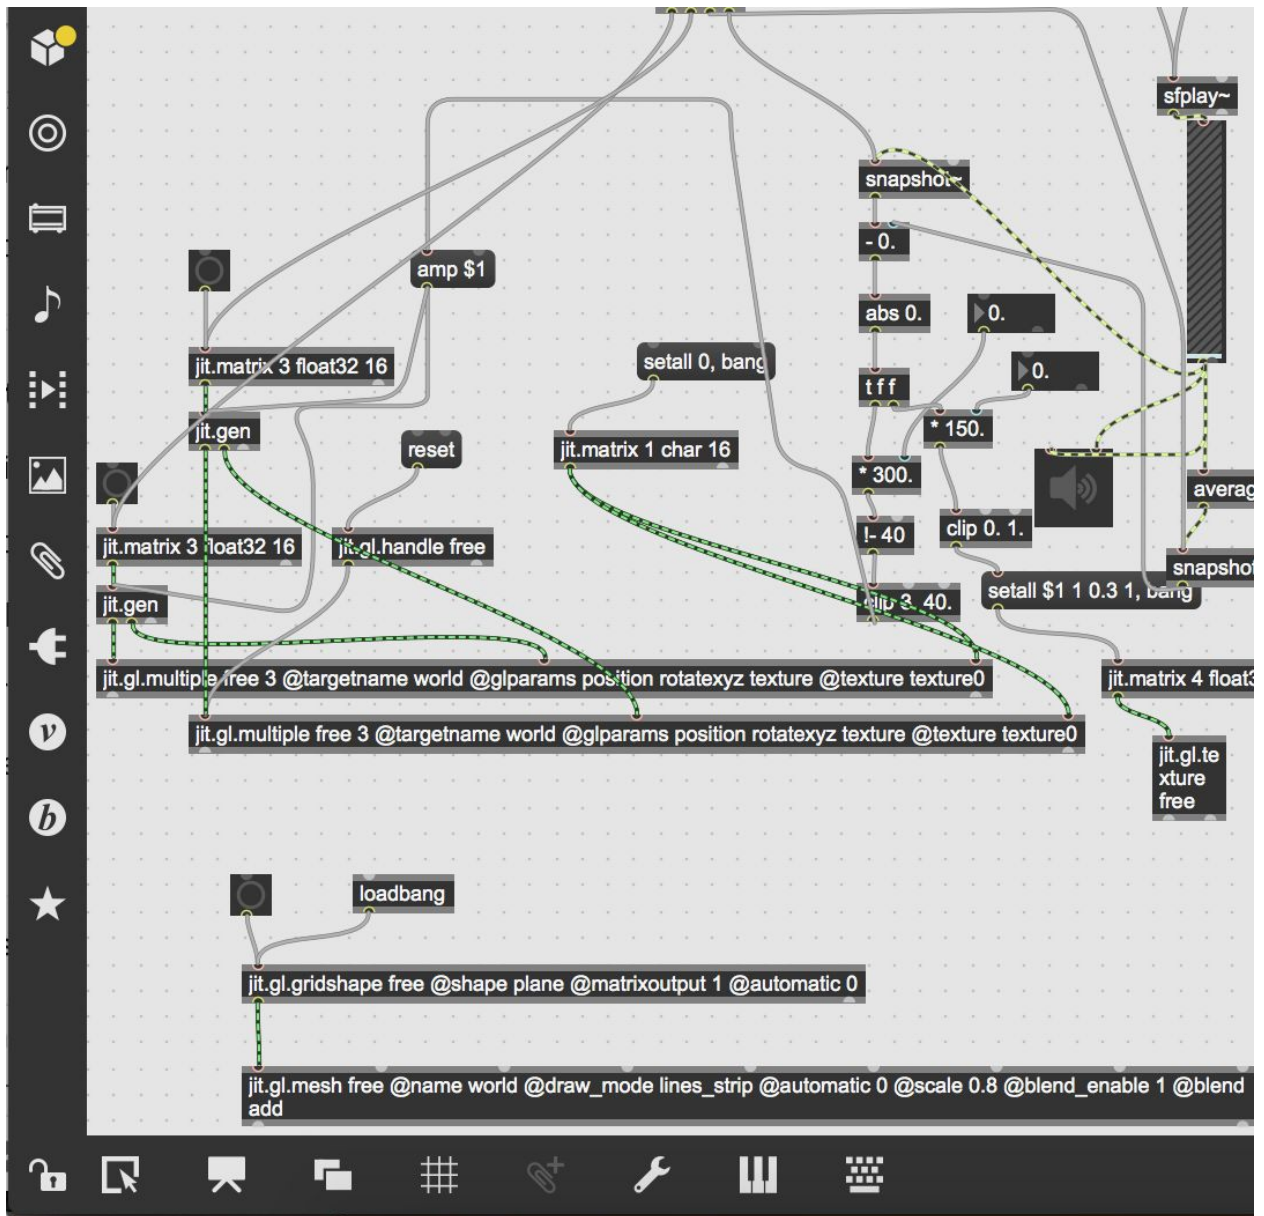 sfplay~
snapshot~
- 0.
amp $1
abs 0.
0.
setall 0, bang
jit.matrix 3 float32 16
0.
t f f
jit.gen
* 150.
reset
jit.matrix 1 char 16
* 300.
averag
clip 0. 1.
!- 40
jit.matrix 3 float32 16
jit.gl.handle free
snapshot
setall $1 1 0.3 1, bang
jit.gen
clip 3. 40.
jit.gl.multiple free 3 @targetname world @glparams position rotatexyz texture @texture texture0
jit.matrix 4 float3
jit.gl.multiple free 3 @targetname world @glparams position rotatexyz texture @texture texture0
jit.gl.te
xture
free
loadbang
jit.gl.gridshape free @shape plane @matrixoutput 1 @automatic 0
jit.gl.mesh free @name world @draw_mode lines_strip @automatic 0 @scale 0.8 @blend_enable 1 @blend
add